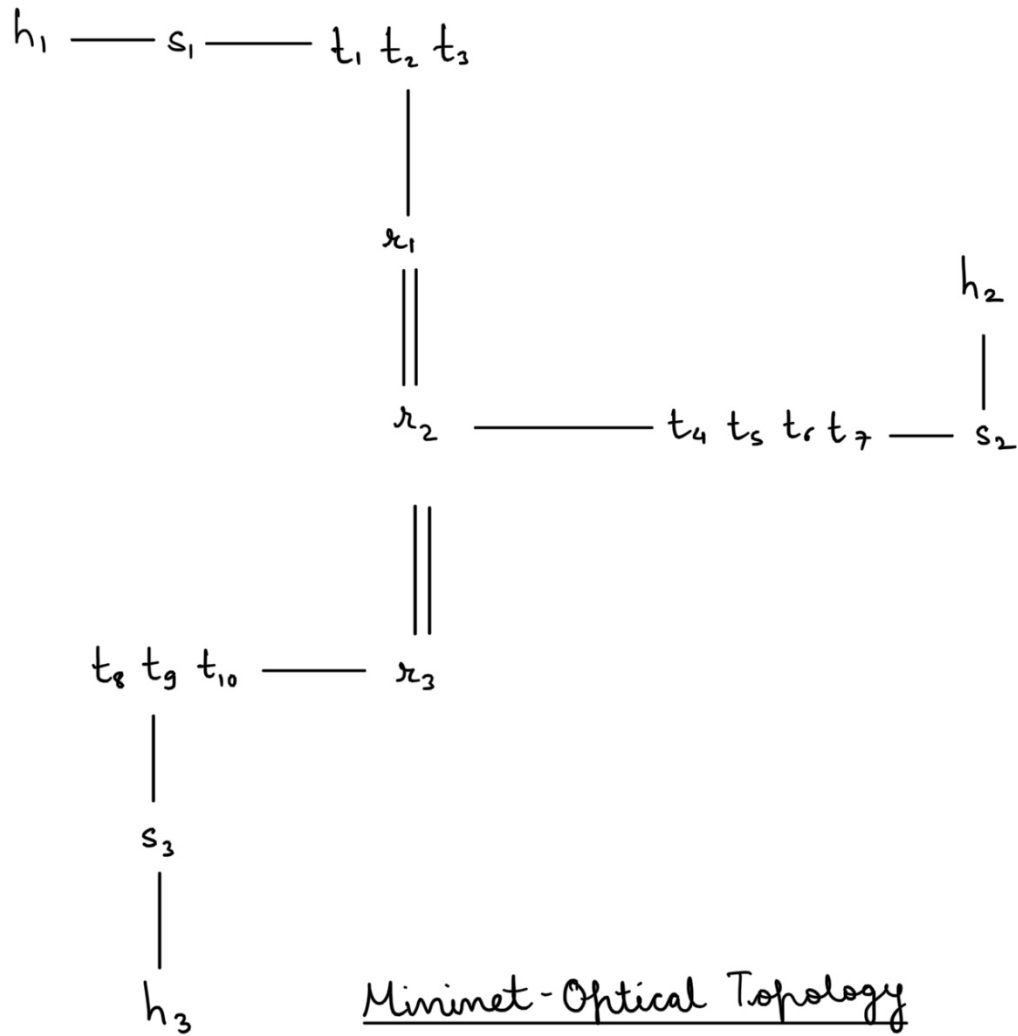 h₁ s₁ t₁ t₂ t₃
r₁
h₂
r₂ t₄ t₅ t₆ t₇ s₂
t₈ t₉ t₁₀ r₃
s₃
h₃
Mininet-Optical Topology